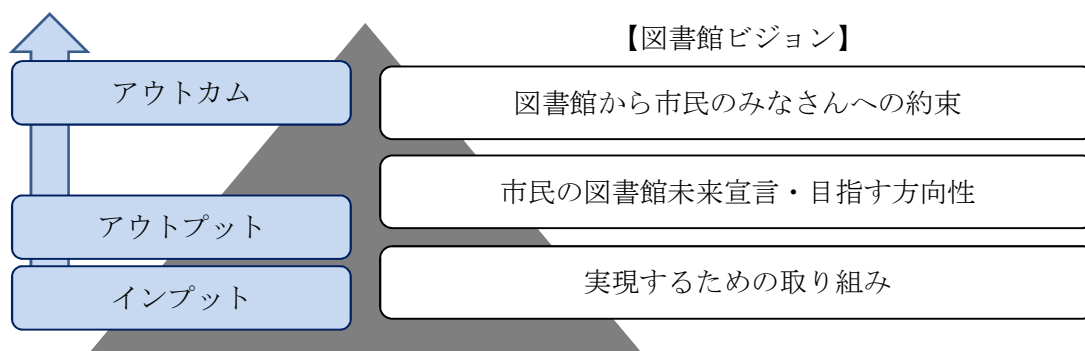 【図書館ビジョン】
アウトカム
図書館から市民のみなさんへの約束
市民の図書館未来宣言・目指す方向性
アウトプット
実現するための取り組み
インプット